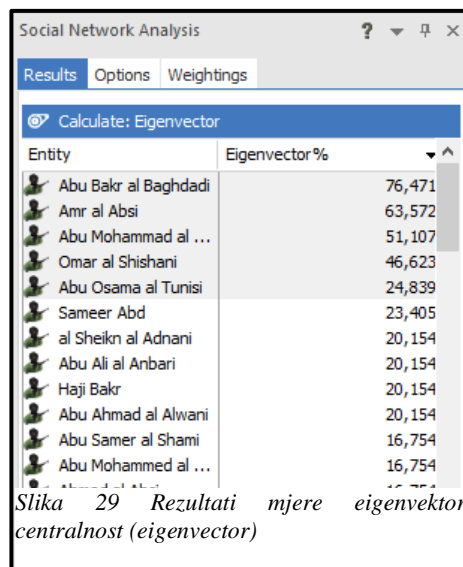 Social Network Analysis ?
Results Options Weightings
Calculate: Eigenvector
Entity Eigenvector%
Abu Bakr al Baghdadi 76,471
Amr al Absi 63,572
Abu Mohammad al ... 51,107
Omar al Shishani 46,623
Abu Osama al Tunisi 24,839
Sameer Abd 23,405
al Sheikn al Adnani 20,154
Abu Ali al Anbari 20,154
Haji Bakr 20,154
Abu Ahmad al Alwani 20,154
Abu Samer al Shami 16,754
Abu Mohammed al ... 16,754
Slika 29 Rezultati mjere eigenvektor
centralnost (eigenvector)